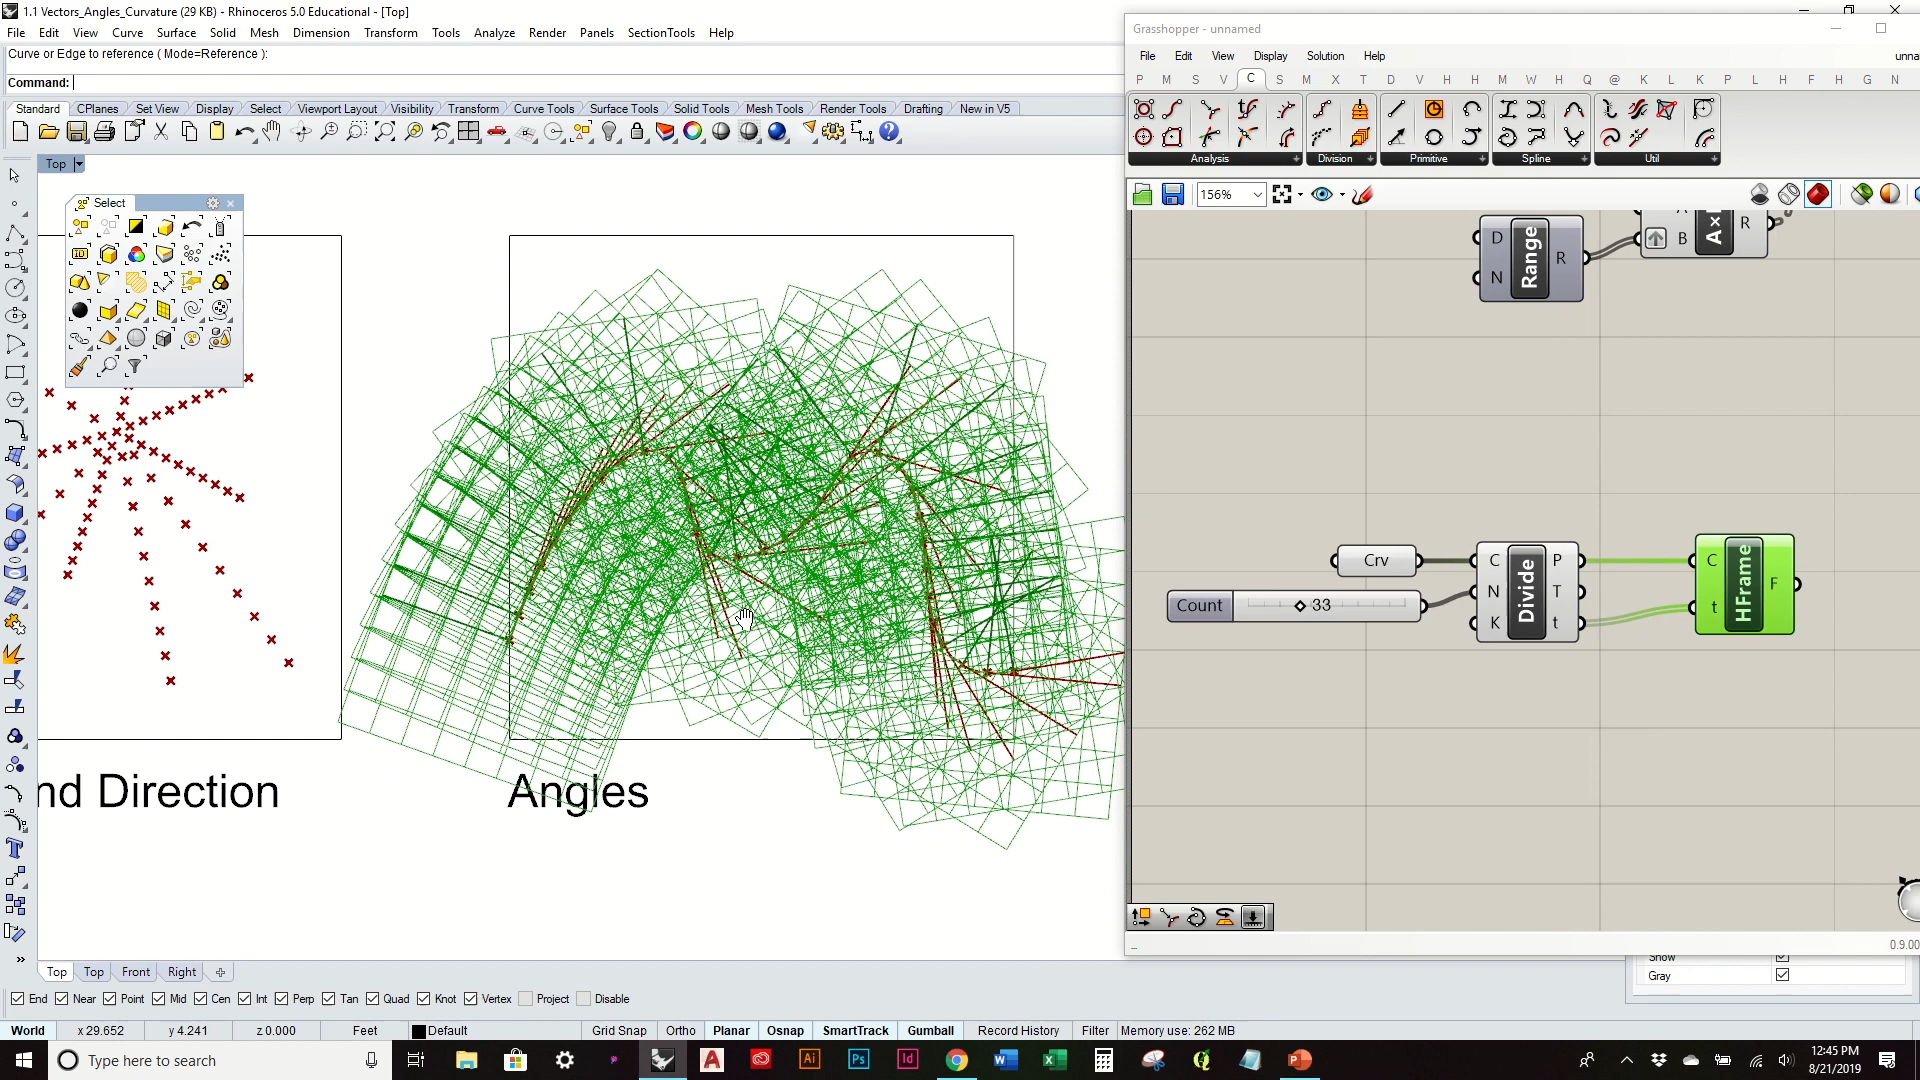 1.1 Vectors_Angles_Curvature (29 KB) - Rhinoceros 5.0 Educational - [Top]
File Edit View Curve Surface Solid Mesh Dimension Transform Tools Analyze Render Panels SectionTools Help
Curve or Edge to reference ( Mode=Reference ):
Command:
Standard CPlanes Set View Display Select Viewport Layout Visibility Transform Curve Tools Surface Tools Solid Tools Mesh Tools Render Tools Drafting New in V5
Top
Select
nd Direction
Angles
Top Top Front Right
End Near Point Mid Cen Int Perp Tan Quad Knot Vertex Project Disable
World x 29.652 y 4.241 z 0.000 Feet Default Grid Snap Ortho Planar Osnap SmartTrack Gumball Record History Filter Memory use: 262 MB
Grasshopper - unnamed
File Edit View Display Solution Help unna
P M S V C S M X T D V H H M W H Q @ K L K P L H F H G N
Analysis Division Primitive Spline Util
156%
D N Range R
B A× R
Crv
Count 33
C N K Divide P T t
C t HFrame F
0.9.00
Show
Gray
Type here to search
Ai Ps Id
12:45 PM
8/21/2019